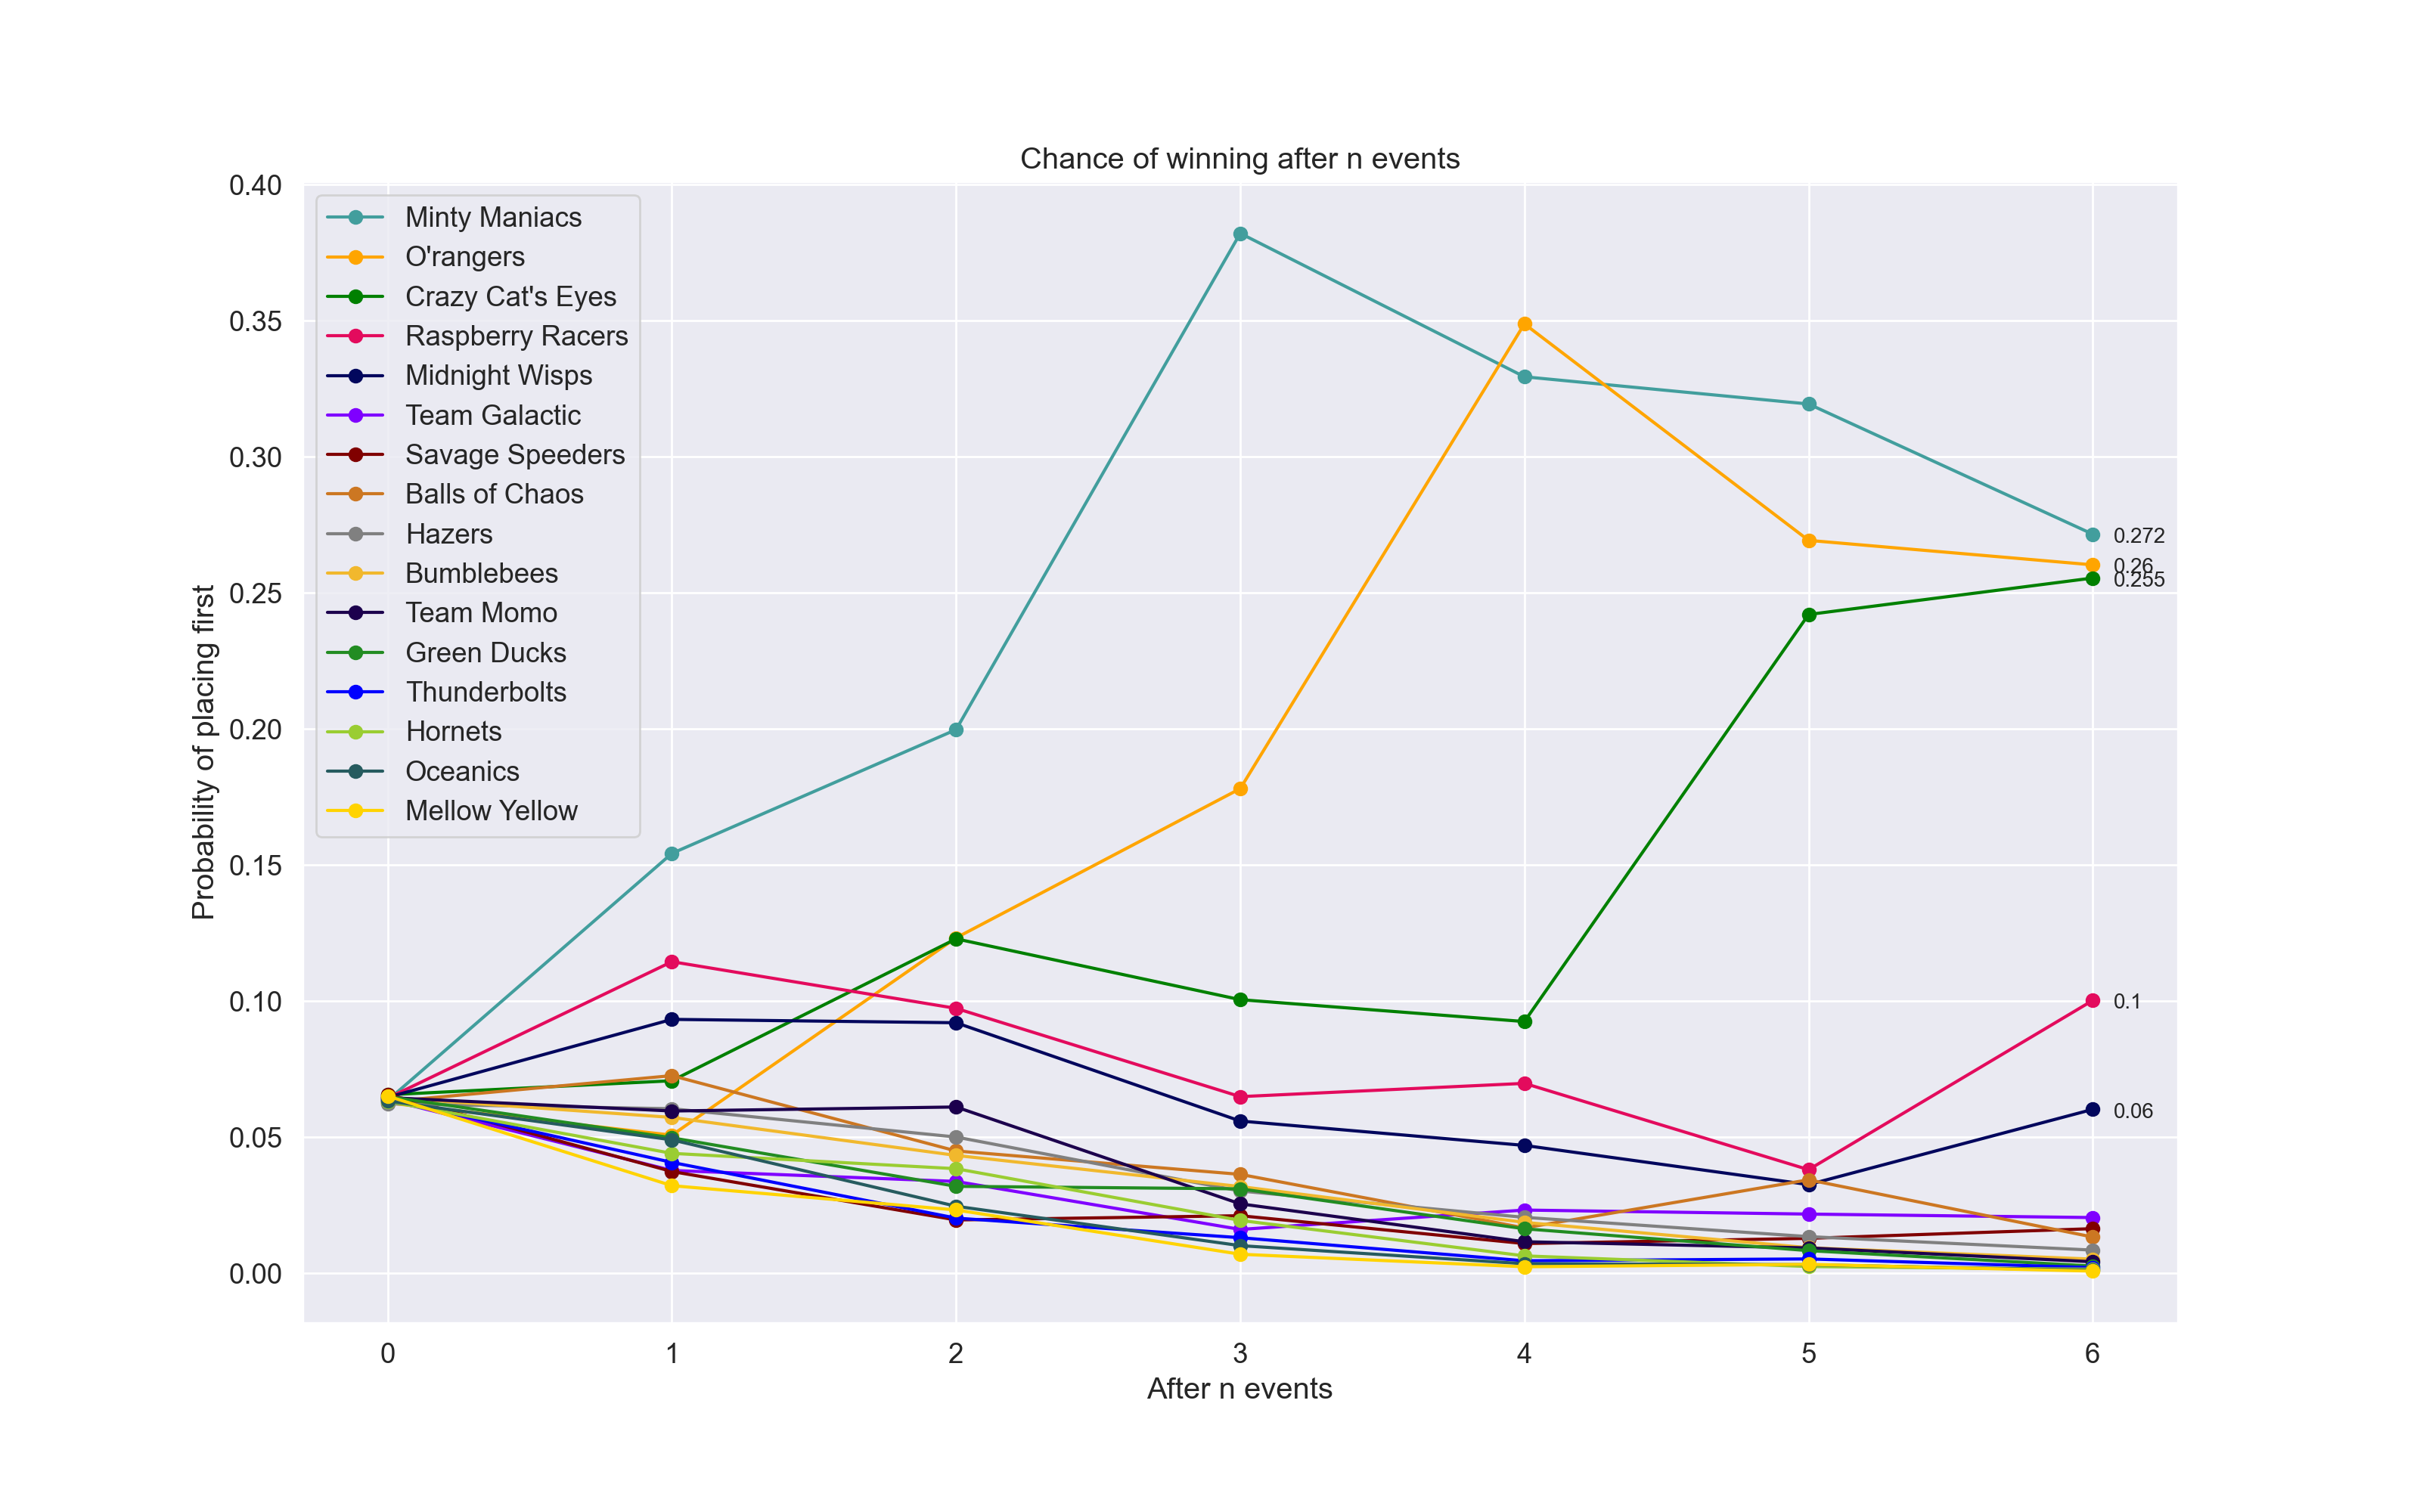 Chance of winning after n events
0.40
0.35
0.30
0.25
0.20
0.15
0.10
0.05
0.00
Probability of placing first
Minty Maniacs
O'rangers
Crazy Cat's Eyes
Raspberry Racers
Midnight Wisps
Team Galactic
Savage Speeders
Balls of Chaos
Hazers
Bumblebees
Team Momo
Green Ducks
Thunderbolts
Hornets
Oceanics
Mellow Yellow
0.272
0.26
0.255
0.1
0.06
0 1 2 3 4 5 6
After n events